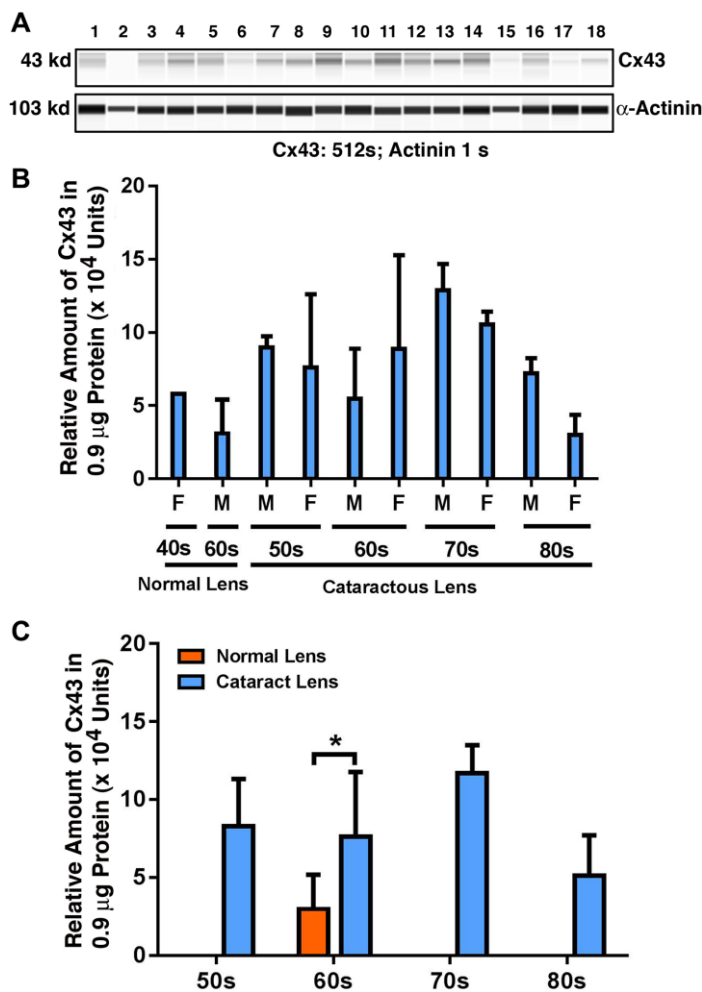 A
1 2 3 4 5 6 7 8 9 10 11 12 13 14 15 16 17 18
43 kd Cx43
103 kd α-Actinin
Cx43: 512s; Actinin 1 s
B
Relative Amount of Cx43 in
0.9 µg Protein (x 10⁴ Units)
20
15
10
5
0
F M M F M F M F M F
40s 60s 50s 60s 70s 80s
Normal Lens Cataractous Lens
C
Relative Amount of Cx43 in
0.9 µg Protein (x 10⁴ Units)
20
15
10
5
0
Normal Lens
Cataract Lens
*
50s 60s 70s 80s